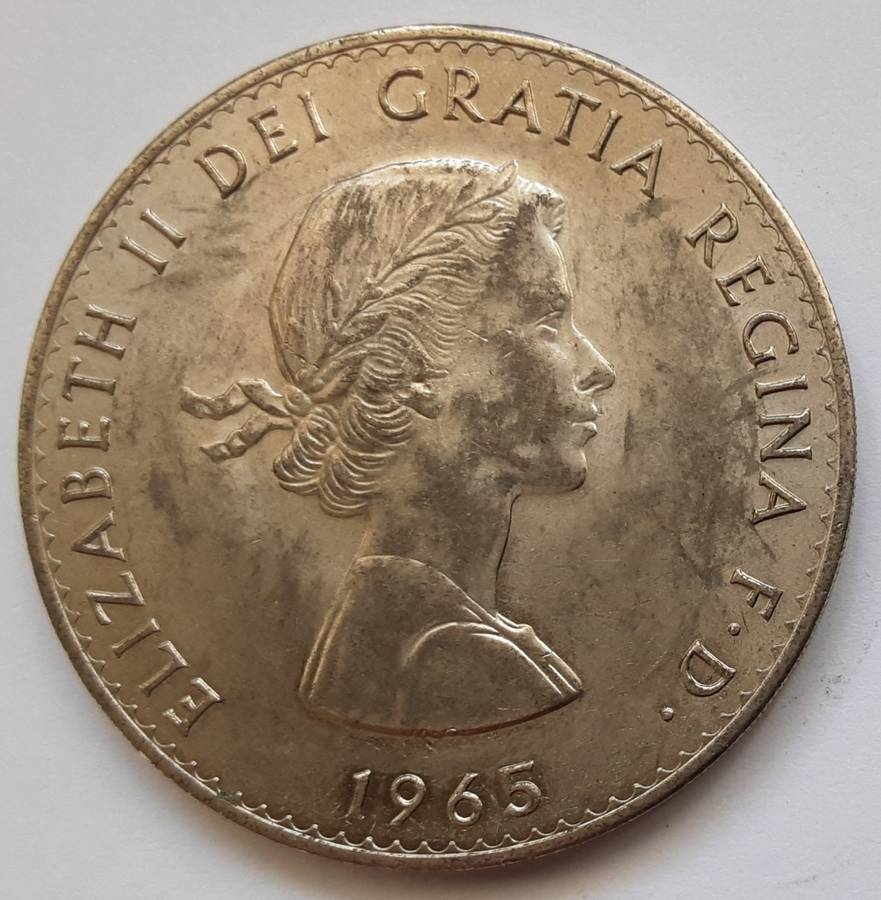 ELIZABETH II DEI GRATIA REGINA F·D·
1965